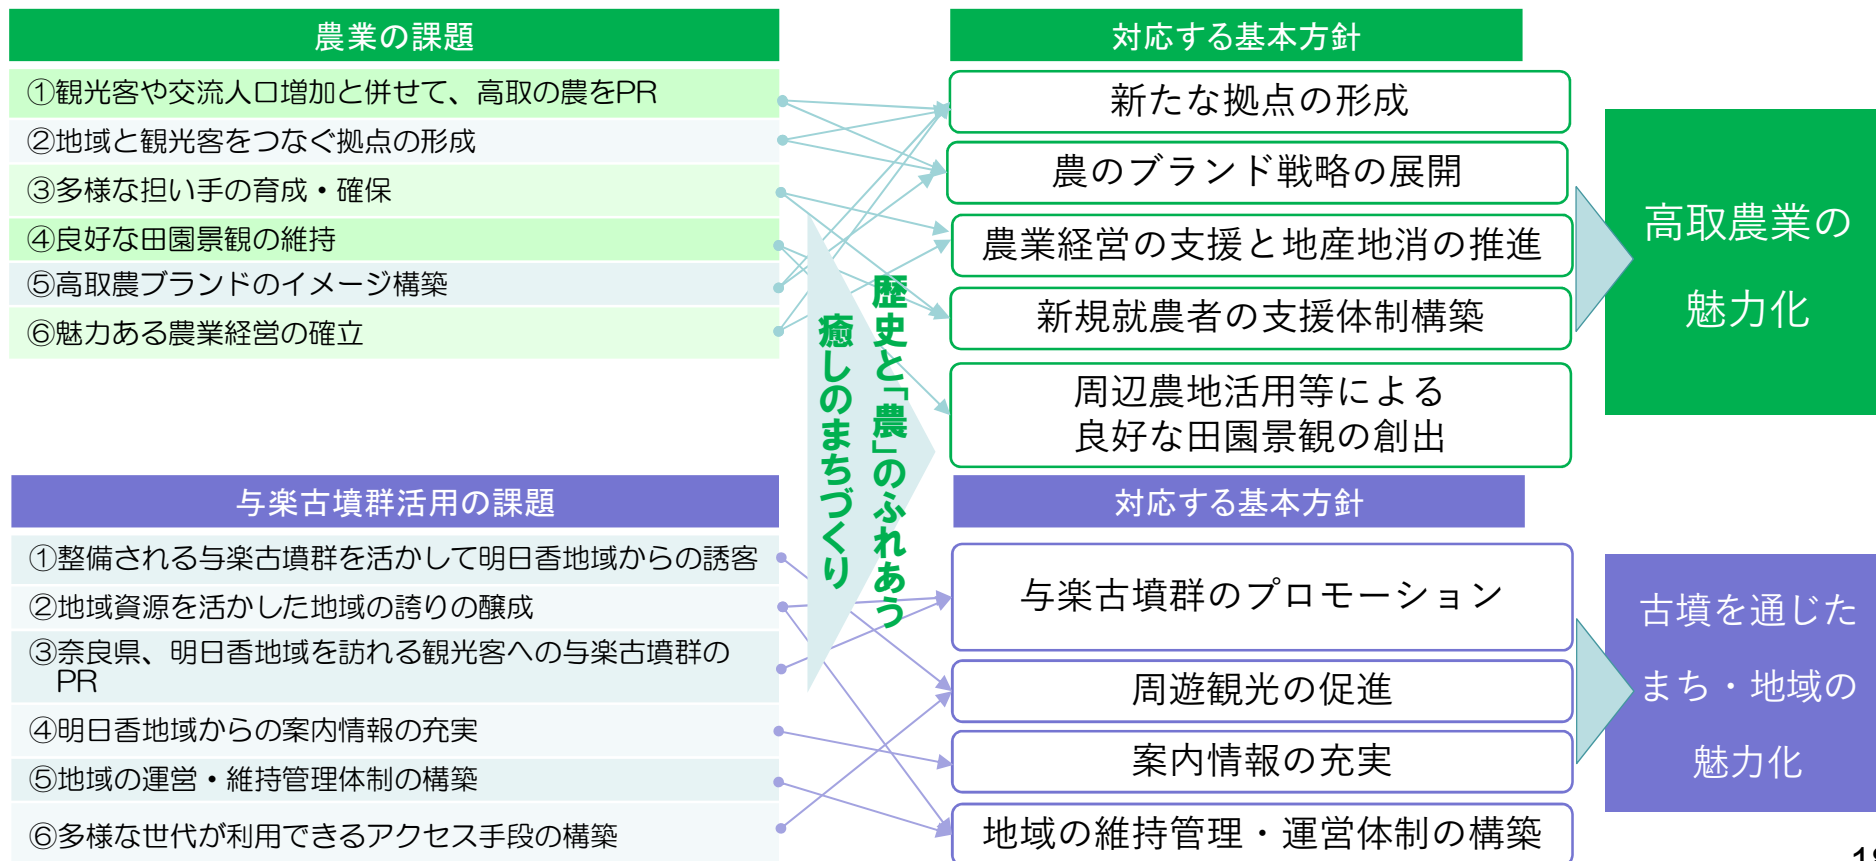 農業の課題
①観光客や交流人口増加と併せて、高取の農をPR
②地域と観光客をつなぐ拠点の形成
③多様な担い手の育成・確保
④良好な田園景観の維持
⑤高取農ブランドのイメージ構築
⑥魅力ある農業経営の確立
対応する基本方針
新たな拠点の形成
農のブランド戦略の展開
農業経営の支援と地産地消の推進
新規就農者の支援体制構築
周辺農地活用等による
良好な田園景観の創出
高取農業の
魅力化
歴史と「農」のふれあう
癒しのまちづくり
与楽古墳群活用の課題
①整備される与楽古墳群を活かして明日香地域からの誘客
②地域資源を活かした地域の誇りの醸成
③奈良県、明日香地域を訪れる観光客への与楽古墳群の
PR
④明日香地域からの案内情報の充実
⑤地域の運営・維持管理体制の構築
⑥多様な世代が利用できるアクセス手段の構築
対応する基本方針
与楽古墳群のプロモーション
周遊観光の促進
案内情報の充実
地域の維持管理・運営体制の構築
古墳を通じた
まち・地域の
魅力化